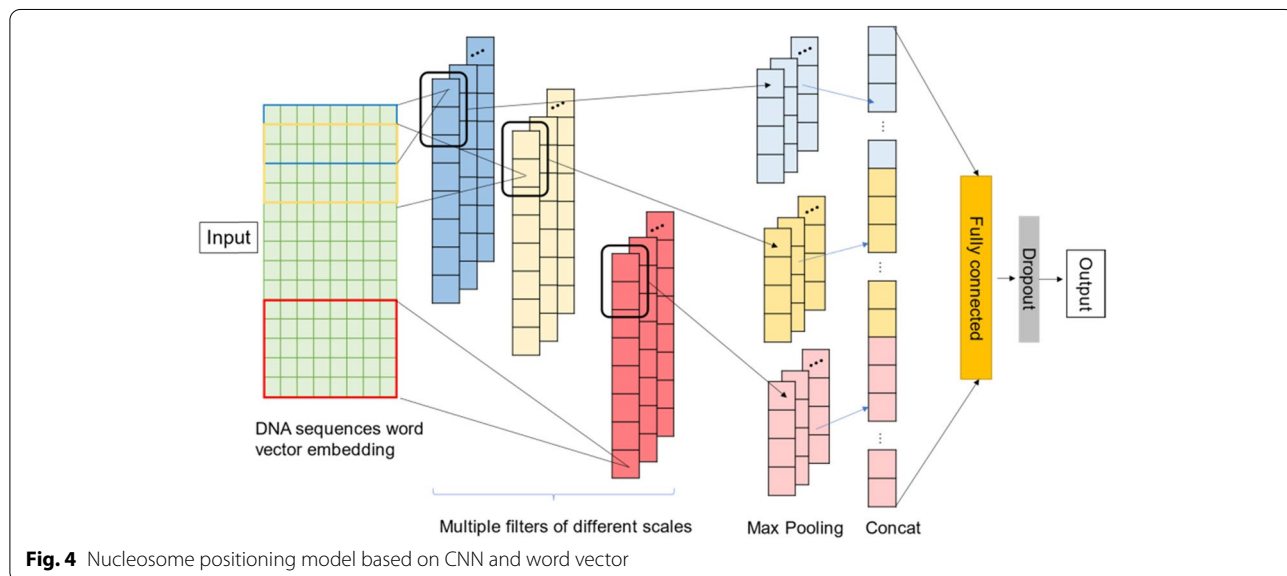 Input
DNA sequences word
vector embedding
Multiple filters of different scales
Max Pooling
Concat
Fully connected
Dropout
Output
Fig. 4 Nucleosome positioning model based on CNN and word vector